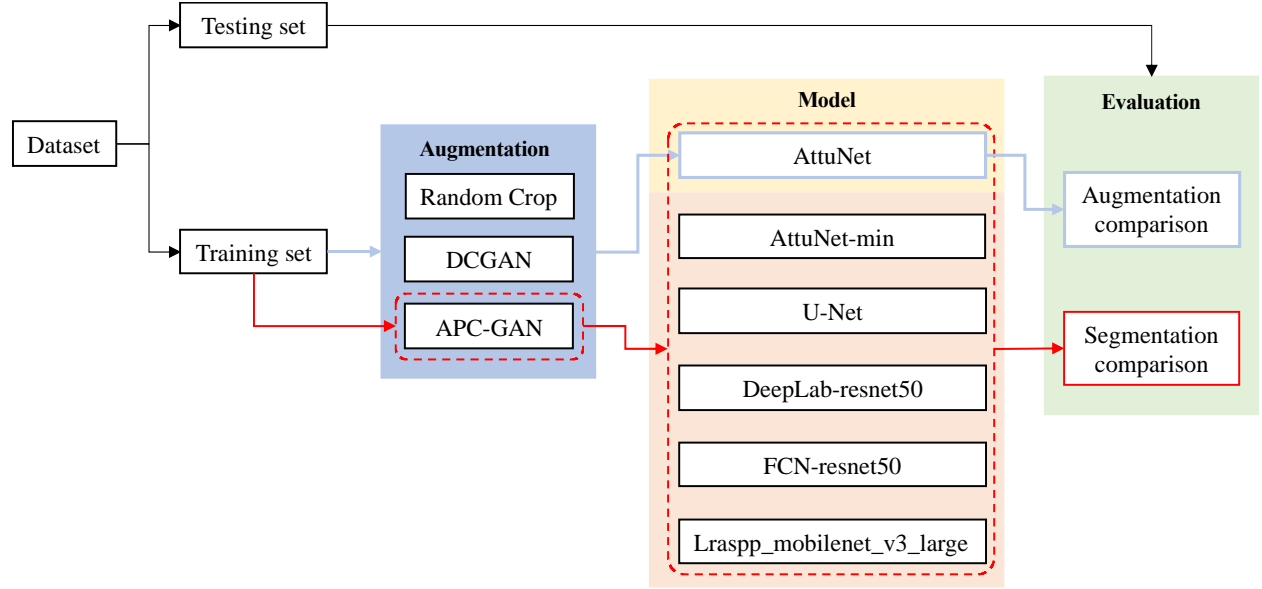 Testing set
Dataset
Training set
Augmentation
Random Crop
DCGAN
APC-GAN
Model
AttuNet
AttuNet-min
U-Net
DeepLab-resnet50
FCN-resnet50
Lraspp_mobilenet_v3_large
Evaluation
Augmentation
comparison
Segmentation
comparison